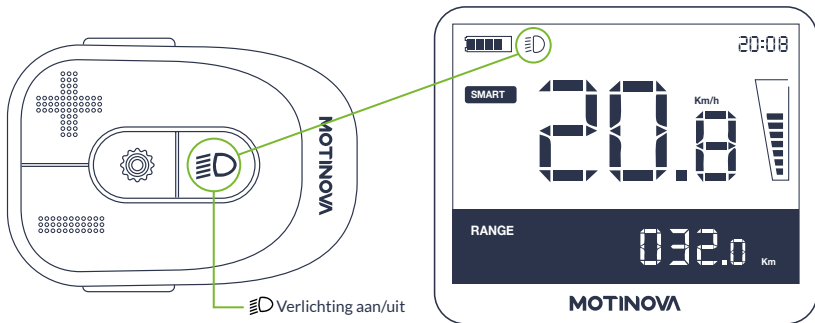 20:08
SMART
Km/h
20.8
MOTINOVA
RANGE
032.0 Km
Verlichting aan/uit
MOTINOVA